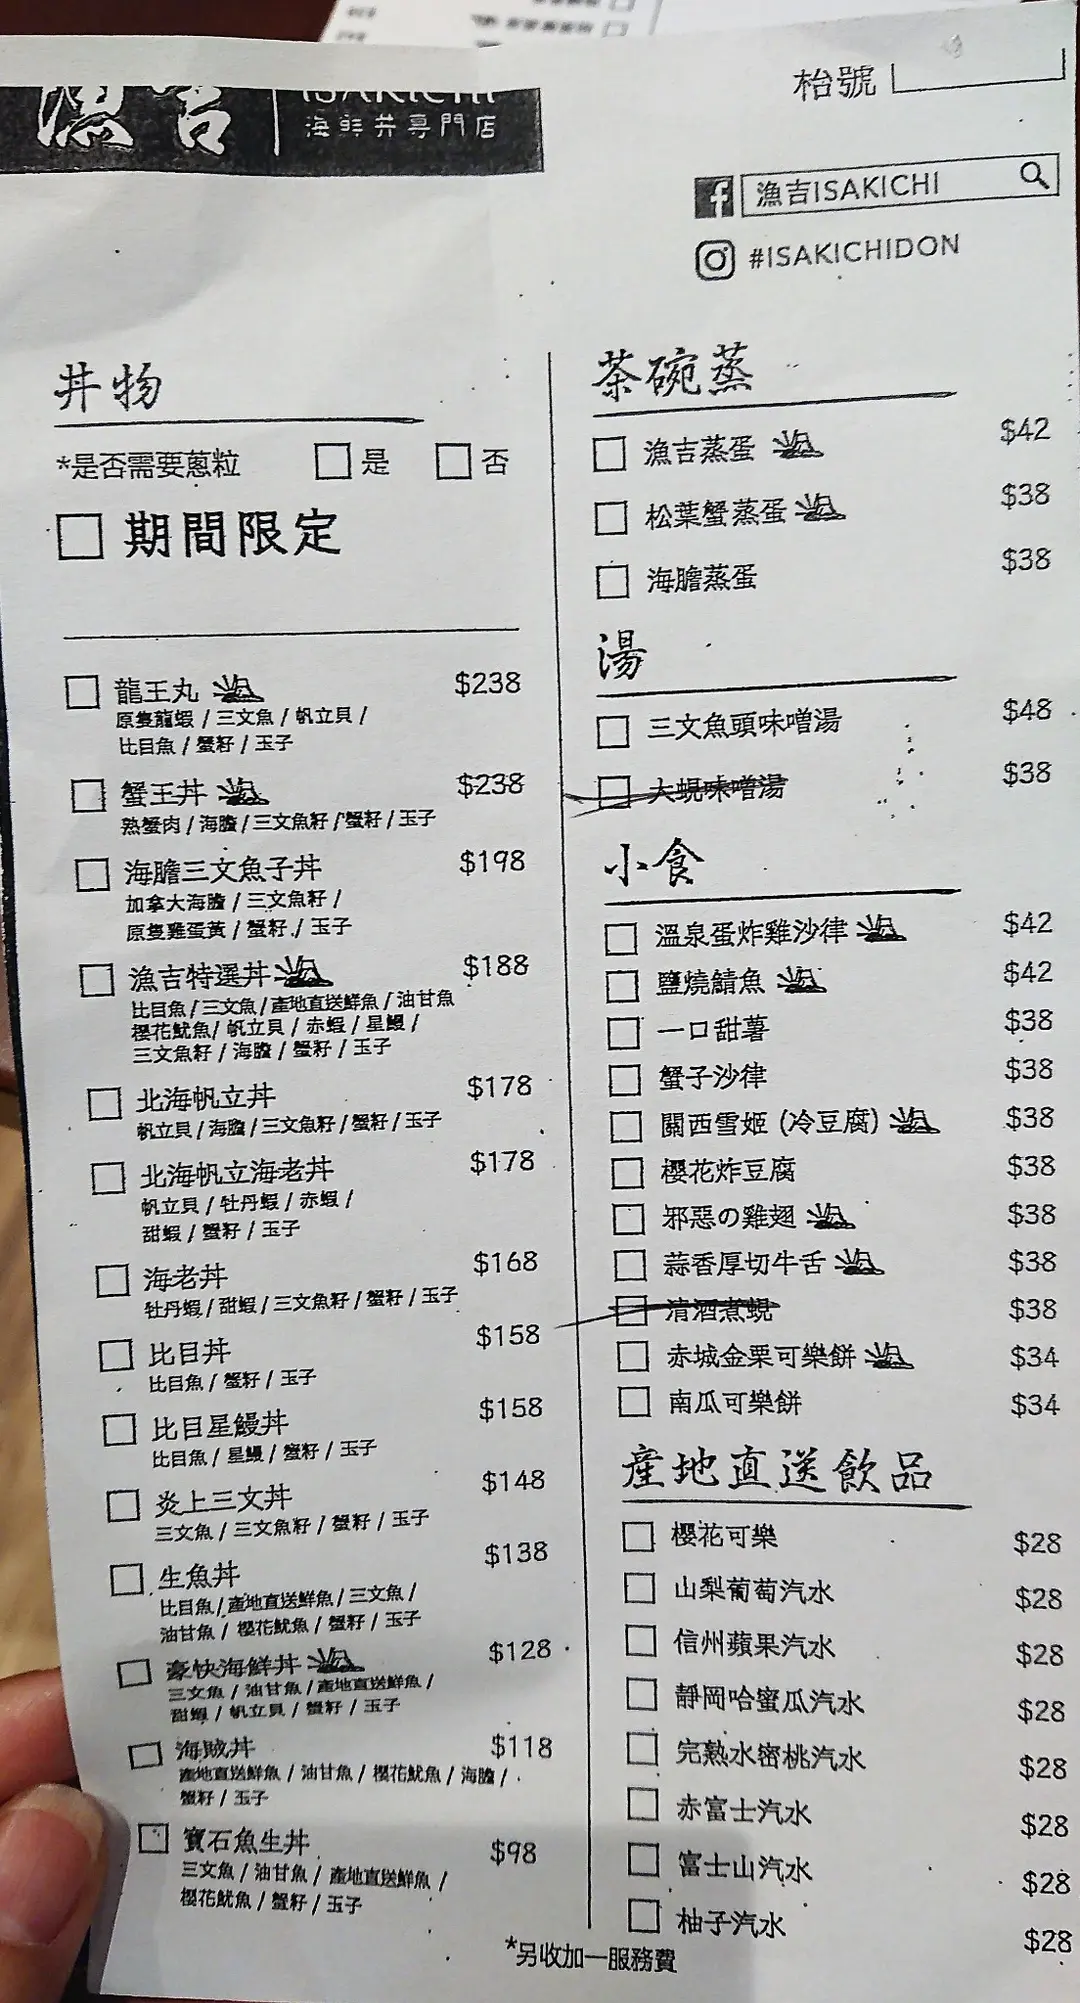 漁吉
ISAKICHI
海鮮丼專門店
枱號
漁吉ISAKICHI
#ISAKICHIDON
丼物
*是否需要蔥粒 是 否
期間限定
龍王丸 $238
原隻龍蝦 / 三文魚 / 帆立貝 /
比目魚 / 蟹籽 / 玉子
蟹王丼 $238
熟蟹肉 / 海膽 / 三文魚籽 / 蟹籽 / 玉子
海膽三文魚子丼 $198
加拿大海膽 / 三文魚籽 /
原隻雞蛋黃 / 蟹籽 / 玉子
漁吉特選丼 $188
比目魚 / 三文魚 / 產地直送鮮魚 / 油甘魚
櫻花魷魚 / 帆立貝 / 赤蝦 / 星鰻 /
三文魚籽 / 海膽 / 蟹籽 / 玉子
北海帆立丼 $178
帆立貝 / 海膽 / 三文魚籽 / 蟹籽 / 玉子
北海帆立海老丼 $178
帆立貝 / 牡丹蝦 / 赤蝦 /
甜蝦 / 蟹籽 / 玉子
海老丼 $168
牡丹蝦 / 甜蝦 / 三文魚籽 / 蟹籽 / 玉子
比目丼 $158
比目魚 / 蟹籽 / 玉子
比目星鰻丼 $158
比目魚 / 星鰻 / 蟹籽 / 玉子
炎上三文丼 $148
三文魚 / 三文魚籽 / 蟹籽 / 玉子
生魚丼 $138
比目魚 / 產地直送鮮魚 / 三文魚 /
油甘魚 / 櫻花魷魚 / 蟹籽 / 玉子
豪快海鮮丼 $128
三文魚 / 油甘魚 / 產地直送鮮魚 /
甜蝦 / 帆立貝 / 蟹籽 / 玉子
海賊丼 $118
產地直送鮮魚 / 油甘魚 / 櫻花魷魚 / 海膽 /
蟹籽 / 玉子
寶石魚生丼 $98
三文魚 / 油甘魚 / 產地直送鮮魚 /
櫻花魷魚 / 蟹籽 / 玉子
茶碗蒸
漁吉蒸蛋 $42
松葉蟹蒸蛋 $38
海膽蒸蛋 $38
湯
三文魚頭味噌湯 $48
大蜆味噌湯 $38
小食
溫泉蛋炸雞沙律 $42
鹽燒鯖魚 $42
一口甜薯 $38
蟹子沙律 $38
關西雪姬 (冷豆腐) $38
櫻花炸豆腐 $38
邪惡の雞翅 $38
蒜香厚切牛舌 $38
清酒煮蜆 $38
赤城金栗可樂餅 $34
南瓜可樂餅 $34
產地直送飲品
櫻花可樂 $28
山梨葡萄汽水 $28
信州蘋果汽水 $28
靜岡哈蜜瓜汽水 $28
完熟水密桃汽水 $28
赤富士汽水 $28
富士山汽水 $28
柚子汽水 $28
*另收加一服務費